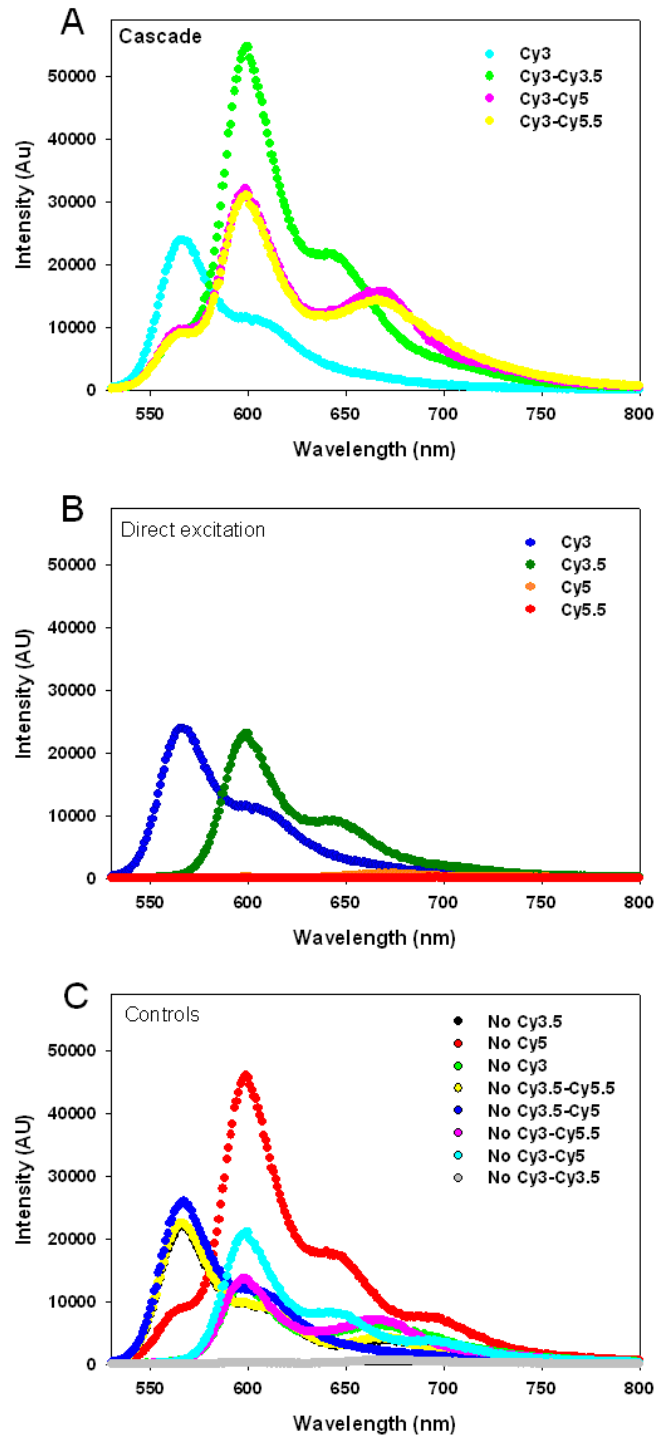 A
Cascade
Cy3
Cy3-Cy3.5
Cy3-Cy5
Cy3-Cy5.5
50000
40000
30000
20000
10000
0
Intensity (Au)
550 600 650 700 750 800
Wavelength (nm)
B
Direct excitation
Cy3
Cy3.5
Cy5
Cy5.5
50000
40000
30000
20000
10000
0
Intensity (AU)
550 600 650 700 750 800
Wavelength (nm)
C
Controls
No Cy3.5
No Cy5
No Cy3
No Cy3.5-Cy5.5
No Cy3.5-Cy5
No Cy3-Cy5.5
No Cy3-Cy5
No Cy3-Cy3.5
50000
40000
30000
20000
10000
0
Intensity (AU)
550 600 650 700 750 800
Wavelength (nm)